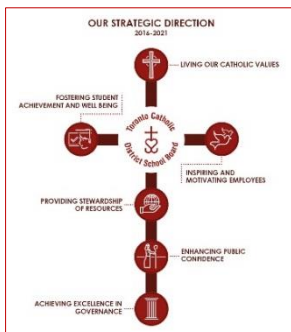 OUR STRATEGIC DIRECTION
2016-2021
LIVING OUR CATHOLIC VALUES
FOSTERING STUDENT
ACHIEVEMENT AND WELL BEING
Toronto Catholic
District School Board
INSPIRING AND
MOTIVATING EMPLOYEES
PROVIDING STEWARDSHIP
OF RESOURCES
ENHANCING PUBLIC
CONFIDENCE
ACHIEVING EXCELLENCE IN
GOVERNANCE